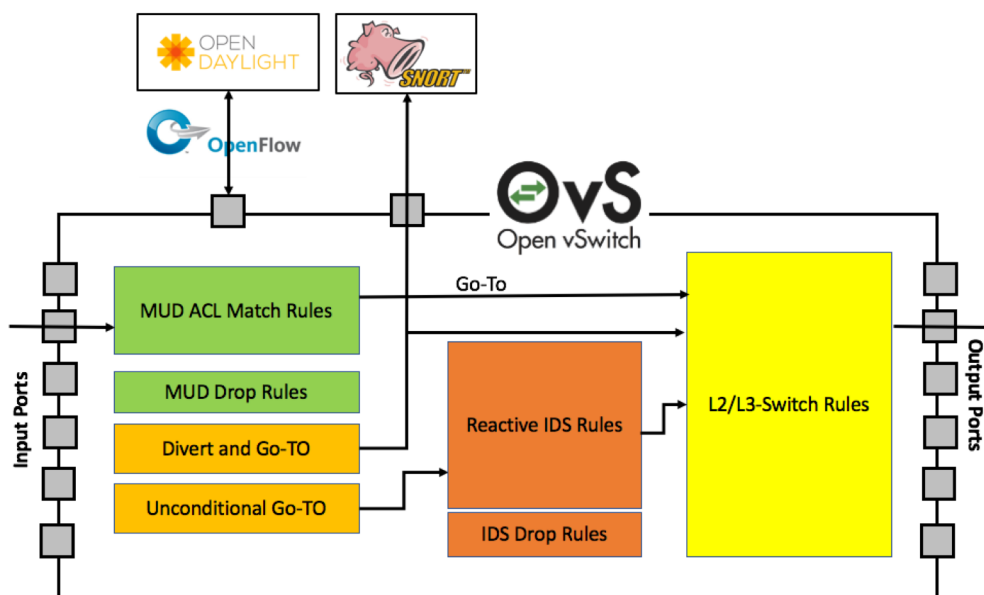 OPEN
DAYLIGHT
SNORT™
OpenFlow
OvS
Open vSwitch
MUD ACL Match Rules
Go-To
MUD Drop Rules
Divert and Go-TO
Unconditional Go-TO
Reactive IDS Rules
IDS Drop Rules
L2/L3-Switch Rules
Input Ports
Output Ports